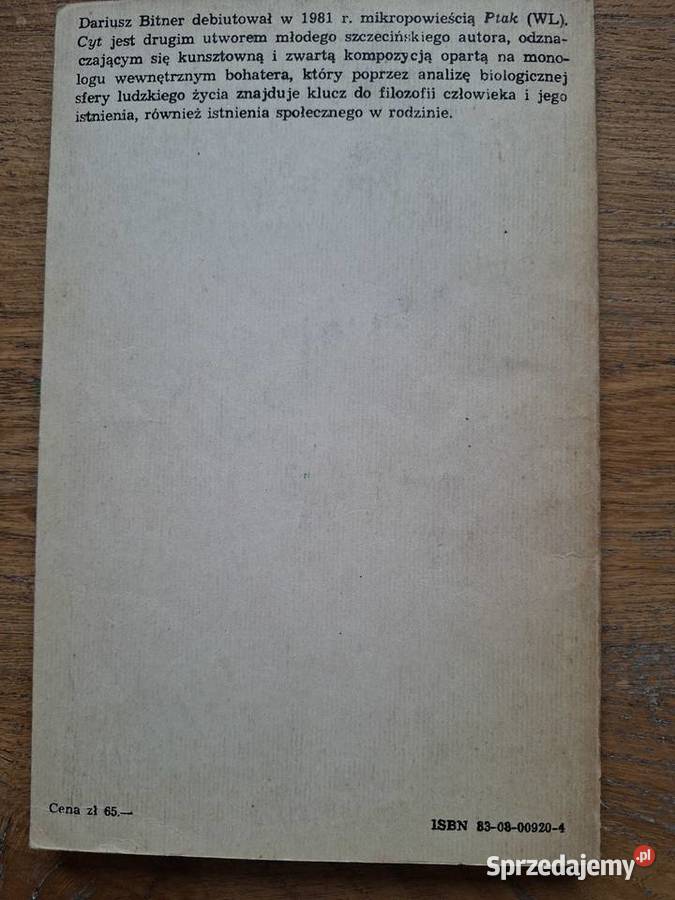 Dariusz Bitner debiutował w 1981 r. mikropowieścią Ptak (WL).
Cyt jest drugim utworem młodego szczecińskiego autora, odzna-
czającym się kunsztowną i zwartą kompozycją opartą na mono-
logu wewnętrznym bohatera, który poprzez analizę biologicznej
sfery ludzkiego życia znajduje klucz do filozofii człowieka i jego
istnienia, również istnienia społecznego w rodzinie.
Cena zł 65.—
ISBN 83-08-00920-4
Sprzedajemy.pl